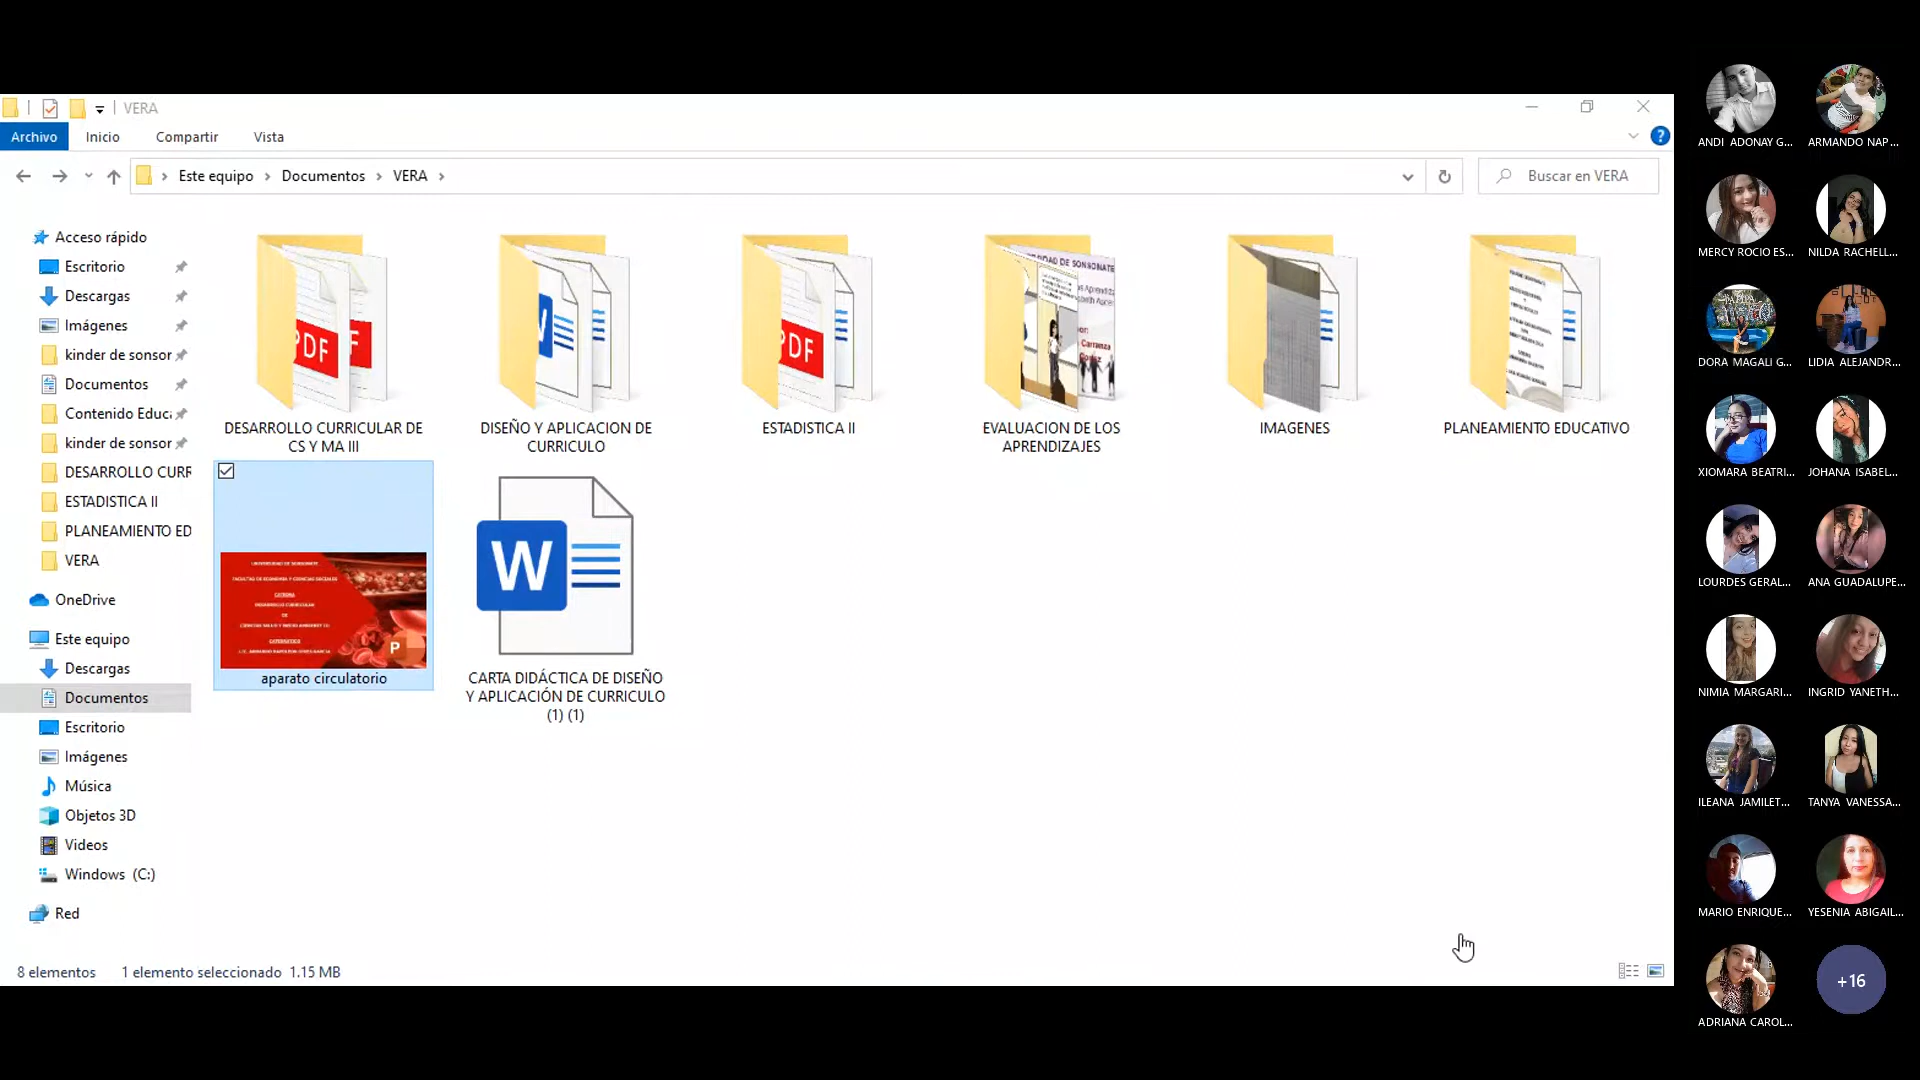 VERA
Archivo Inicio Compartir Vista
Este equipo Documentos VERA
Buscar en VERA
Acceso rápido
Escritorio
Descargas
Imágenes
kinder de sonsor
Documentos
Contenido Educ
kinder de sonsor
DESARROLLO CURR
ESTADISTICA II
PLANEAMIENTO ED
VERA
OneDrive
Este equipo
Descargas
Documentos
Escritorio
Imágenes
Música
Objetos 3D
Videos
Windows (C:)
Red
DESARROLLO CURRICULAR DE
CS Y MA III
DISEÑO Y APLICACION DE
CURRICULO
ESTADISTICA II
EVALUACION DE LOS
APRENDIZAJES
IMAGENES
PLANEAMIENTO EDUCATIVO
aparato circulatorio
W
CARTA DIDÁCTICA DE DISEÑO
Y APLICACIÓN DE CURRICULO
(1) (1)
8 elementos 1 elemento seleccionado 1.15 MB
ANDI ADONAY G...
ARMANDO NAP...
MERCY ROCIO ES...
NILDA RACHELL...
DORA MAGALi G...
LIDIA ALEJANDR...
XIOMARA BEATRI...
JOHANA ISABEL...
LOURDES GERAL...
ANA GUADALUPE...
NIMIA MARGARI...
INGRID YANETH...
ILEANA JAMILET...
TANYA VANESSA...
MARIO ENRIQUE...
YESENIA ABIGAIL...
ADRIANA CAROL...
+16